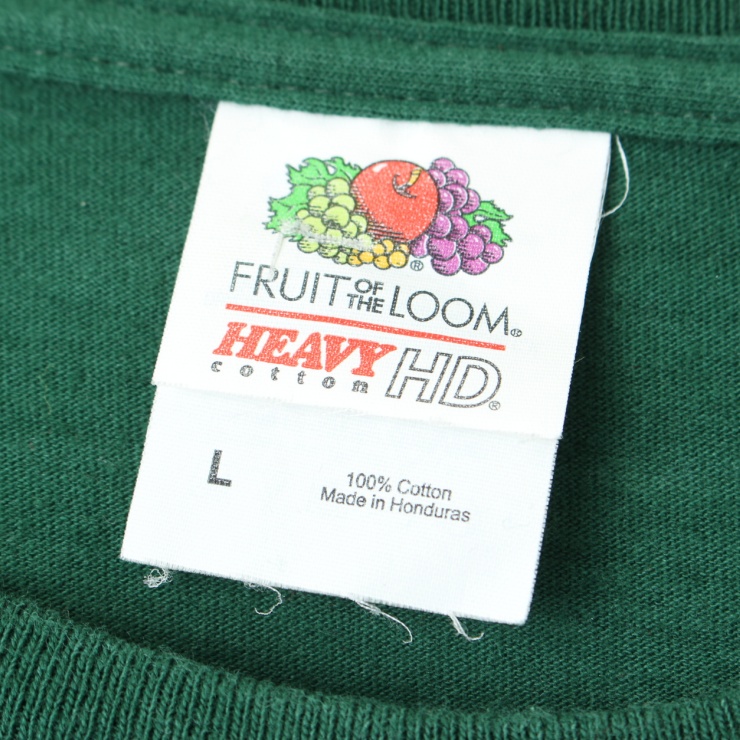 ®
FRUIT OF THE LOOM®
HEAVY cotton HD®
L
100% Cotton
Made in Honduras